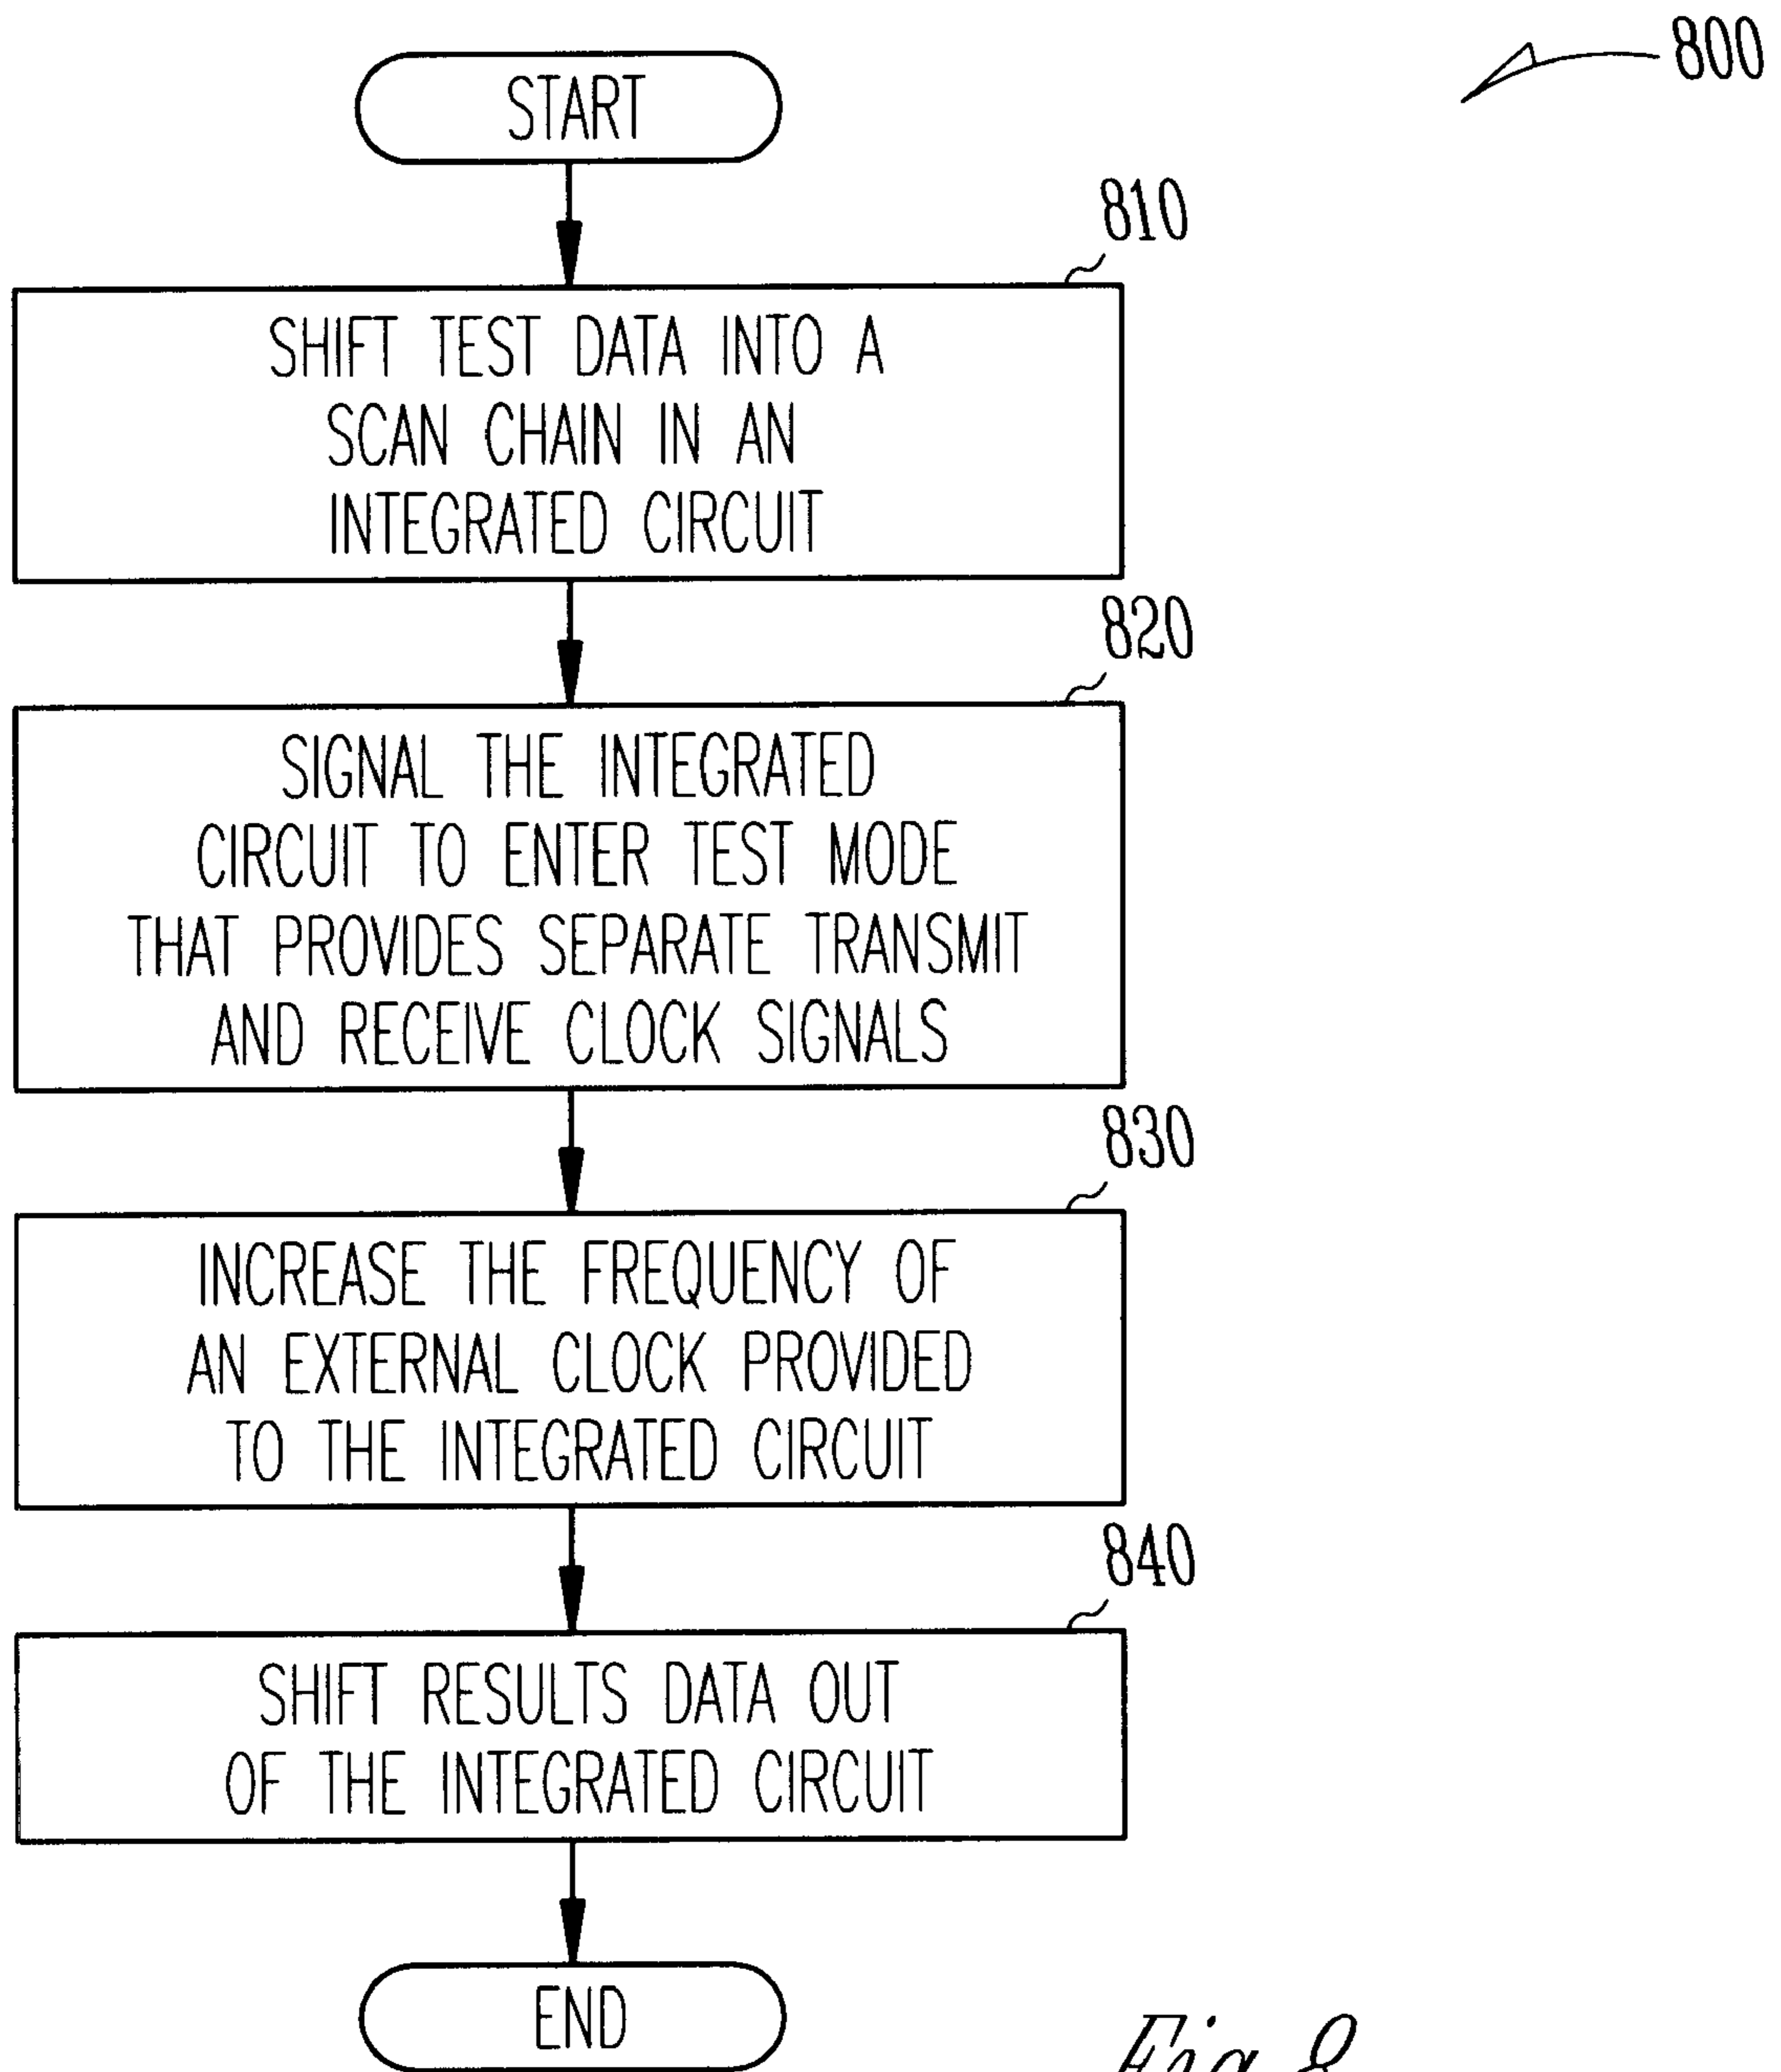 800
START
810
SHIFT TEST DATA INTO A
SCAN CHAIN IN AN
INTEGRATED CIRCUIT
820
SIGNAL THE INTEGRATED
CIRCUIT TO ENTER TEST MODE
THAT PROVIDES SEPARATE TRANSMIT
AND RECEIVE CLOCK SIGNALS
830
INCREASE THE FREQUENCY OF
AN EXTERNAL CLOCK PROVIDED
TO THE INTEGRATED CIRCUIT
840
SHIFT RESULTS DATA OUT
OF THE INTEGRATED CIRCUIT
END
Fig.8